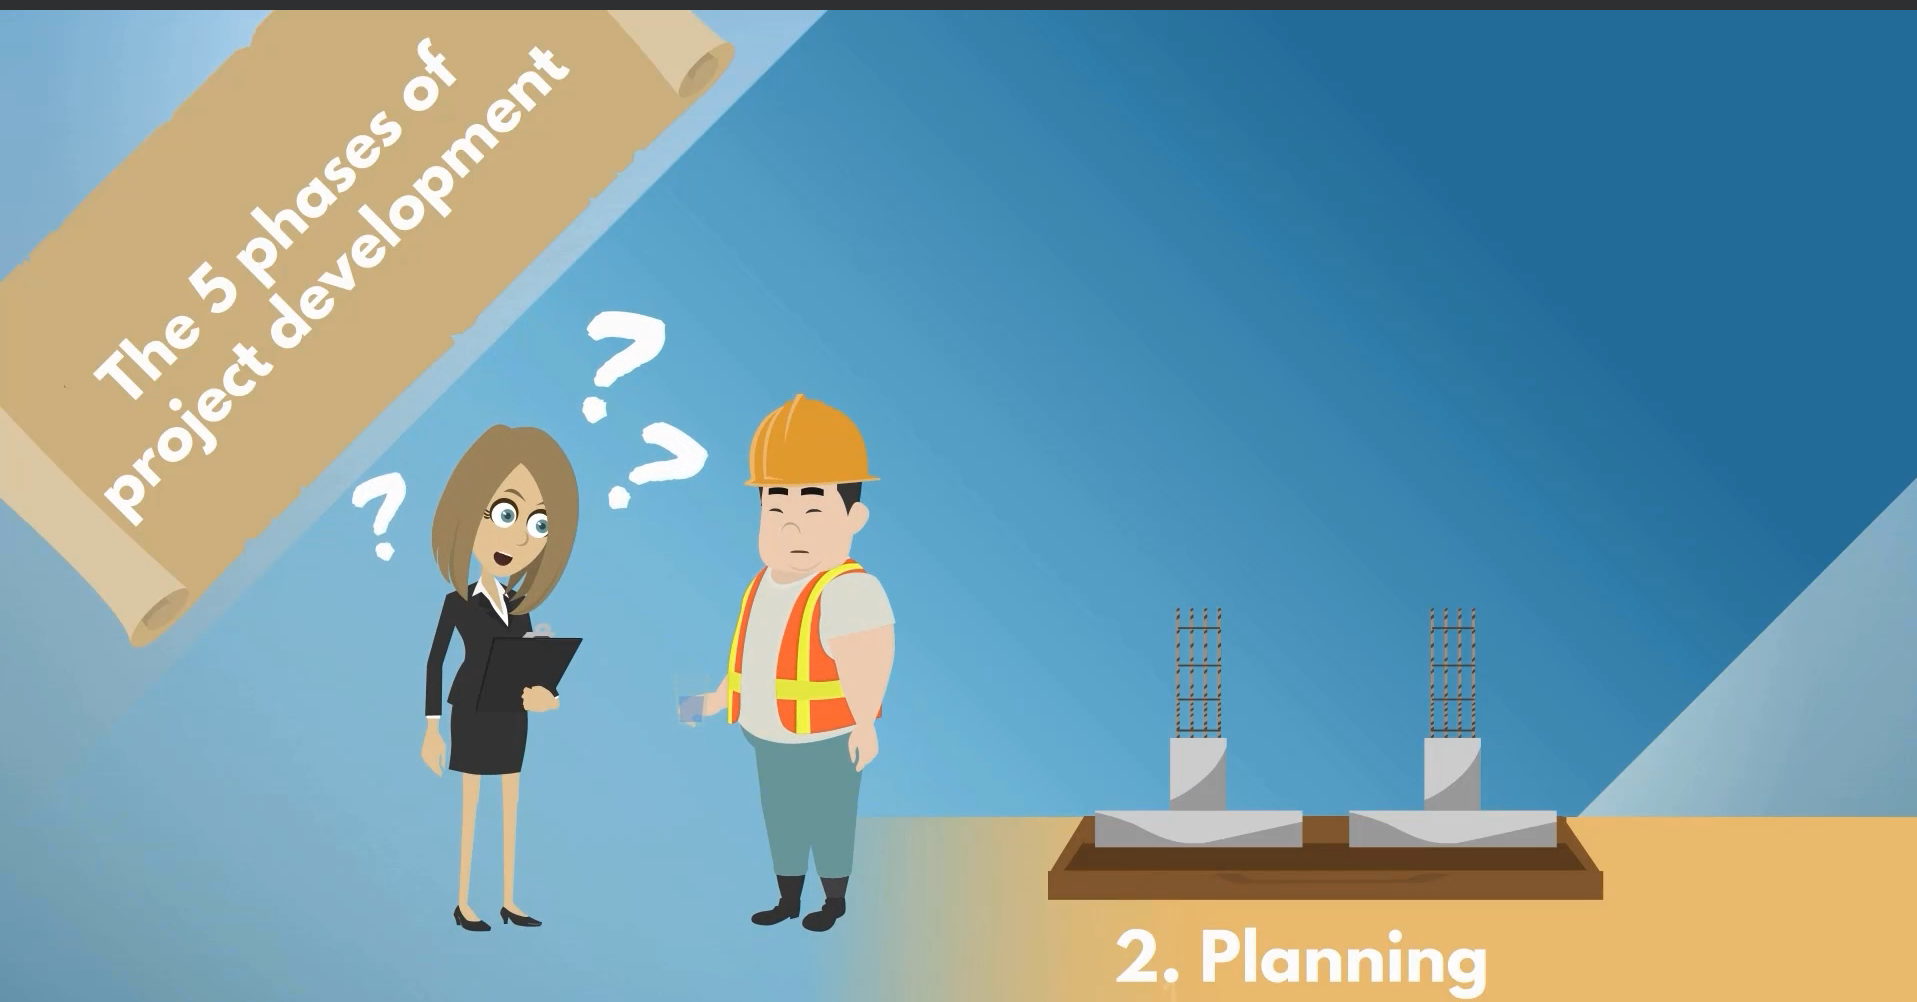 The 5 phases of
project development
? ? ?
2. Planning